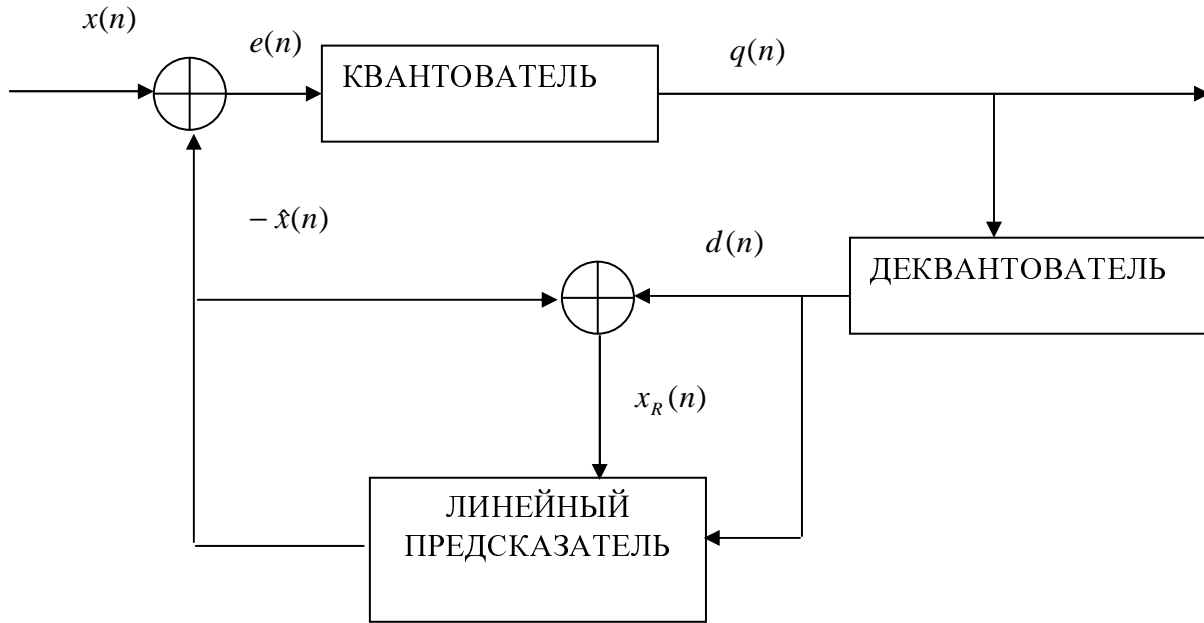 x(n)
e(n)
КВАНТОВАТЕЛЬ
q(n)
− x̂(n)
d(n)
ДЕКВАНТОВАТЕЛЬ
x_R(n)
ЛИНЕЙНЫЙ
ПРЕДСКАЗАТЕЛЬ